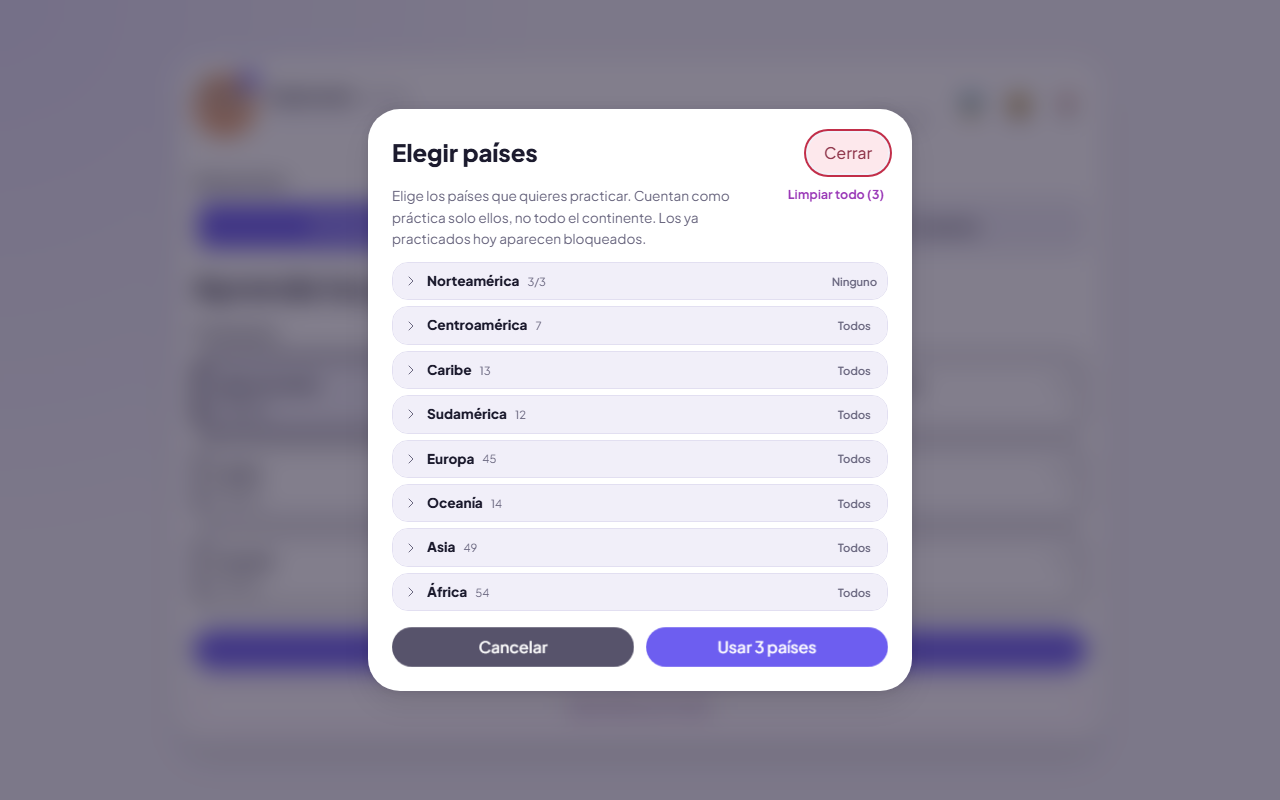 Elegir países
Cerrar
Elige los países que quieres practicar. Cuentan como
práctica solo ellos, no todo el continente. Los ya
practicados hoy aparecen bloqueados.
Limpiar todo (3)
Norteamérica 3/3 Ninguno
Centroamérica 7 Todos
Caribe 13 Todos
Sudamérica 12 Todos
Europa 45 Todos
Oceanía 14 Todos
Asia 49 Todos
África 54 Todos
Cancelar
Usar 3 países